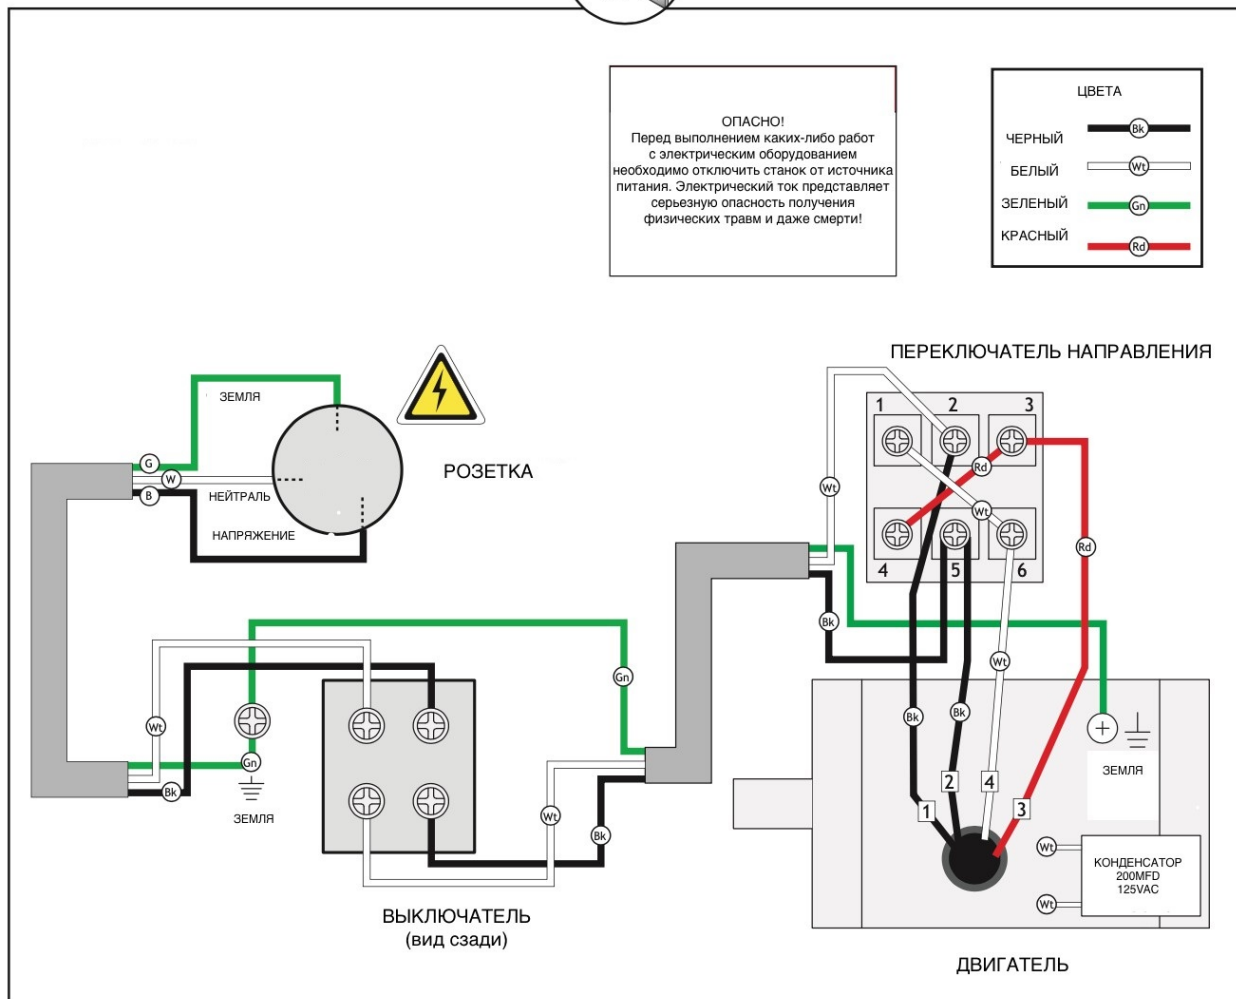 ОПАСНО!
Перед выполнением каких-либо работ
с электрическим оборудованием
необходимо отключить станок от источника
питания. Электрический ток представляет
серьезную опасность получения
физических травм и даже смерти!
ЦВЕТА
ЧЕРНЫЙ Bk
БЕЛЫЙ Wt
ЗЕЛЕНЫЙ Gn
КРАСНЫЙ Rd
ПЕРЕКЛЮЧАТЕЛЬ НАПРАВЛЕНИЯ
1 2 3
Rd
Wt
Wt
4 5 6
Rd
Bk
Wt
Bk
Bk
ЗЕМЛЯ
G
W
B
НЕЙТРАЛЬ
НАПРЯЖЕНИЕ
РОЗЕТКА
Gn
Wt
Gn
Bk
ЗЕМЛЯ
Wt
Bk
ВЫКЛЮЧАТЕЛЬ
(вид сзади)
ЗЕМЛЯ
2 4
1 3
Wt
Wt
КОНДЕНСАТОР
200MFD
125VAC
ДВИГАТЕЛЬ